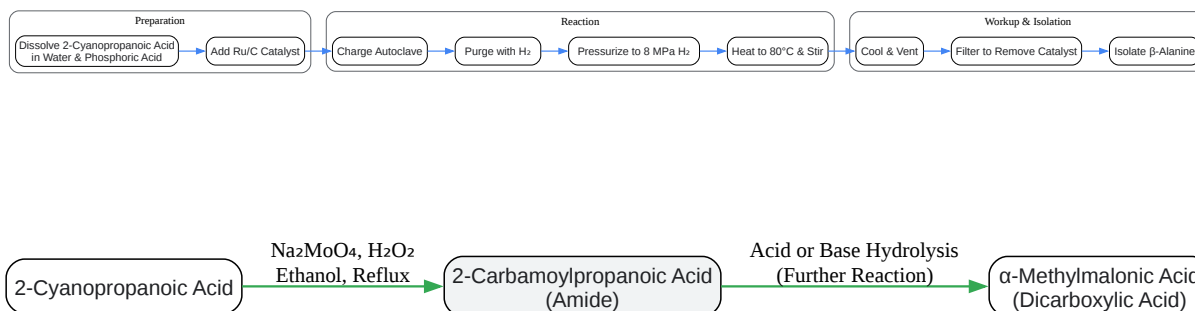 Preparation
Dissolve 2-Cyanopropanoic Acid
in Water & Phosphoric Acid
Add Ru/C Catalyst
Reaction
Charge Autoclave
Purge with H₂
Pressurize to 8 MPa H₂
Heat to 80°C & Stir
Workup & Isolation
Cool & Vent
Filter to Remove Catalyst
Isolate β-Alanine
2-Cyanopropanoic Acid
Na₂MoO₄, H₂O₂
Ethanol, Reflux
2-Carbamoylpropanoic Acid
(Amide)
Acid or Base Hydrolysis
(Further Reaction)
α-Methylmalonic Acid
(Dicarboxylic Acid)